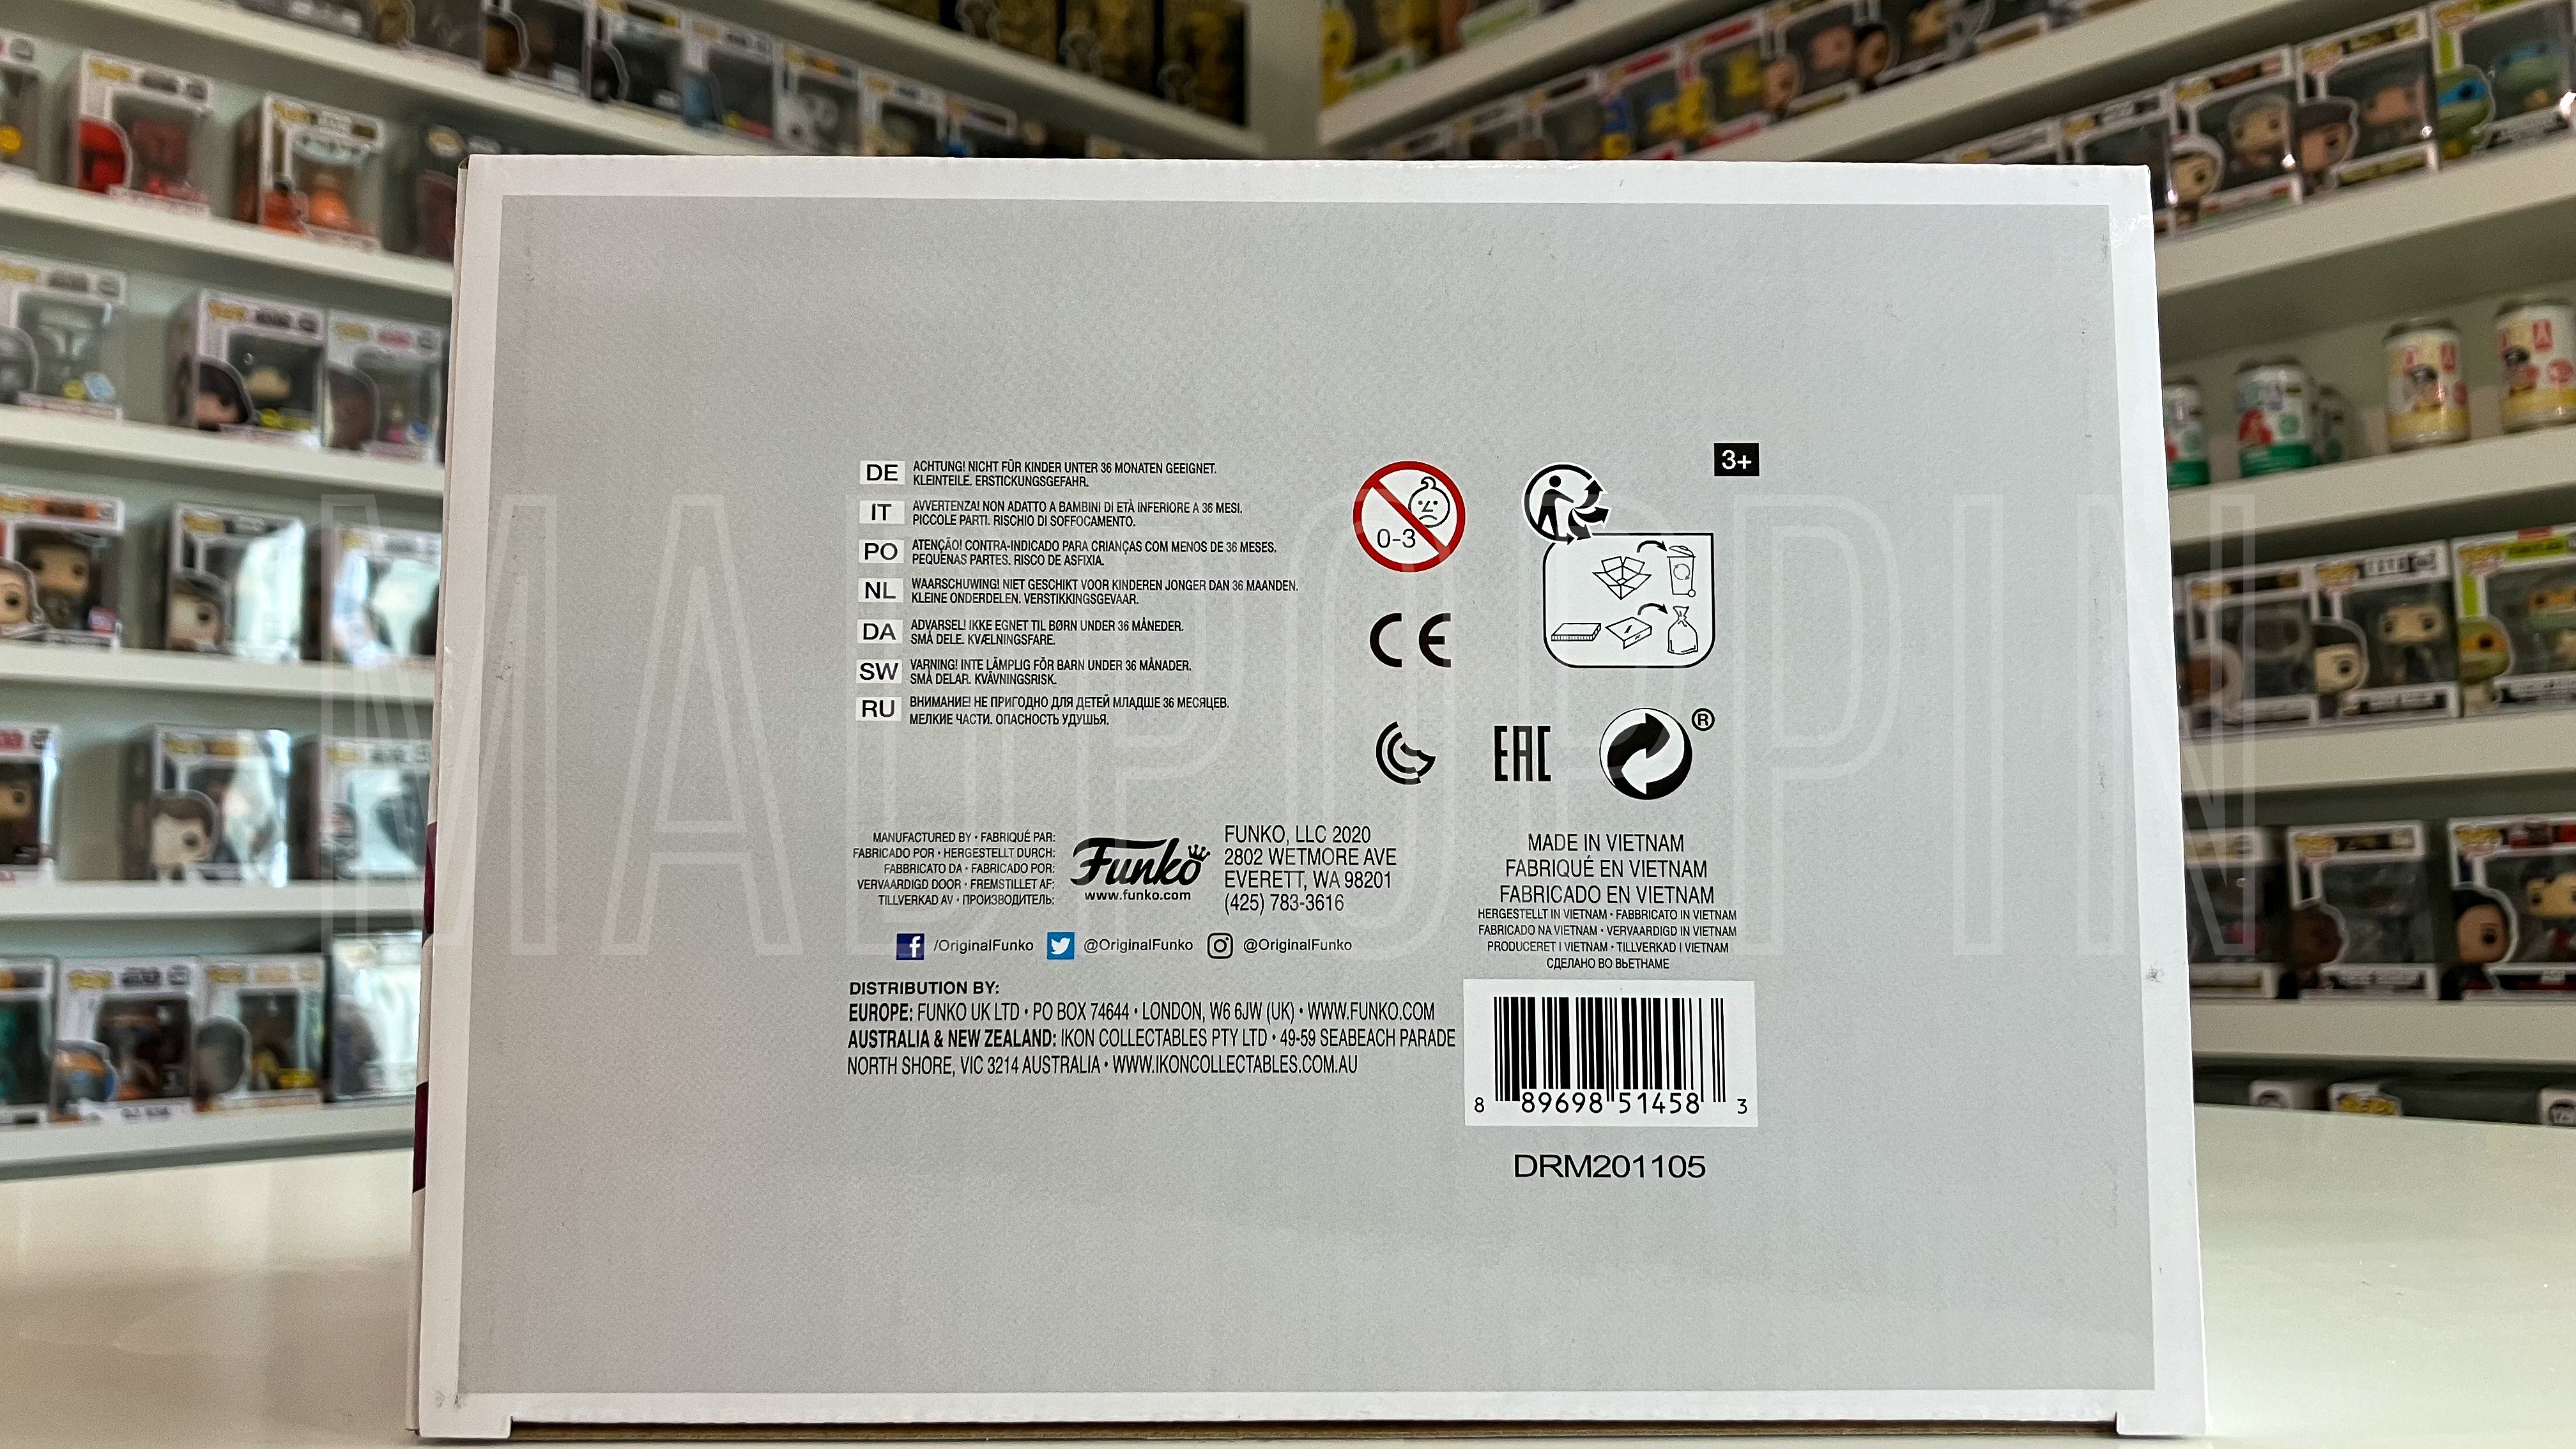 DE ACHTUNG! NICHT FÜR KINDER UNTER 36 MONATEN GEEIGNET.
KLEINTEILE. ERSTICKUNGSGEFAHR.
IT AVVERTENZA! NON ADATTO A BAMBINI DI ETÀ INFERIORE A 36 MESI.
PICCOLE PARTI. RISCHIO DI SOFFOCAMENTO.
PO ATENÇÃO! CONTRA-INDICADO PARA CRIANÇAS COM MENOS DE 36 MESES.
PEQUENAS PARTES. RISCO DE ASFIXIA.
NL WAARSCHUWING! NIET GESCHIKT VOOR KINDEREN JONGER DAN 36 MAANDEN.
KLEINE ONDERDELEN. VERSTIKKINGSGEVAAR.
DA ADVARSEL! IKKE EGNET TIL BØRN UNDER 36 MÅNEDER.
SMÅ DELE. KVÆLNINGSFARE.
SW VARNING! INTE LÄMPLIG FÖR BARN UNDER 36 MÅNADER.
SMÅ DELAR. KVÄVNINGSRISK.
RU ВНИМАНИЕ! НЕ ПРИГОДНО ДЛЯ ДЕТЕЙ МЛАДШЕ 36 МЕСЯЦЕВ.
МЕЛКИЕ ЧАСТИ. ОПАСНОСТЬ УДУШЬЯ.
0-3
3+
CE
EAC
®
MADPOPPIN
MANUFACTURED BY • FABRIQUÉ PAR:
FABRICADO POR • HERGESTELLT DURCH:
FABBRICATO DA • FABRICADO POR:
VERVAARDIGD DOOR • FREMSTILLET AF:
TILLVERKAD AV • ПРОИЗВОДИТЕЛЬ:
Funko
www.funko.com
FUNKO, LLC 2020
2802 WETMORE AVE
EVERETT, WA 98201
(425) 783-3616
/OriginalFunko @OriginalFunko @OriginalFunko
MADE IN VIETNAM
FABRIQUÉ EN VIETNAM
FABRICADO EN VIETNAM
HERGESTELLT IN VIETNAM • FABBRICATO IN VIETNAM
FABRICADO NA VIETNAM • VERVAARDIGD IN VIETNAM
PRODUCERET I VIETNAM • TILLVERKAD I VIETNAM
СДЕЛАНО ВО ВЬЕТНАМЕ
DISTRIBUTION BY:
EUROPE: FUNKO UK LTD • PO BOX 74644 • LONDON, W6 6JW (UK) • WWW.FUNKO.COM
AUSTRALIA & NEW ZEALAND: IKON COLLECTABLES PTY LTD • 49-59 SEABEACH PARADE
NORTH SHORE, VIC 3214 AUSTRALIA • WWW.IKONCOLLECTABLES.COM.AU
8 89698 51458 3
DRM201105